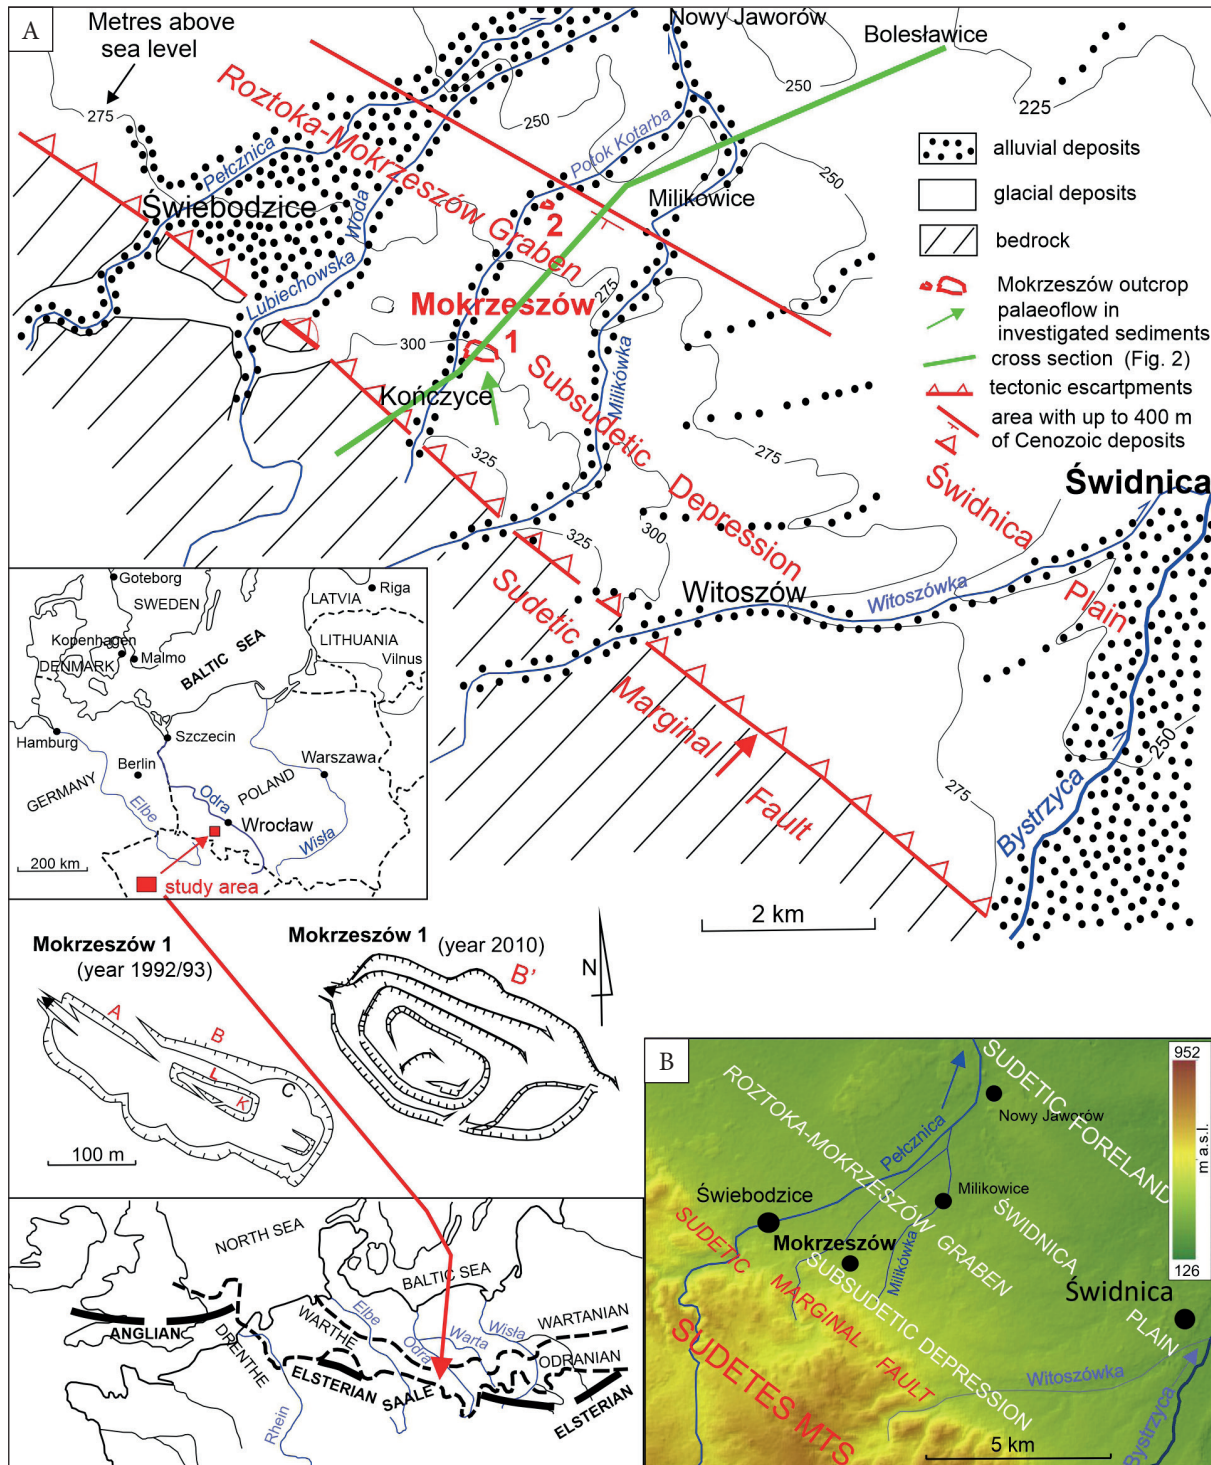 A
Metres above
sea level
275
Nowy Jaworów
Bolesławice
250
250
225
Roztoka-Mokrzeszów Graben
Pełcznica
Potok Kotarba
Świebodzice
Woda
Lubiechowska
2
Milikowice
250
275
Mokrzeszów
1
300
Kończyce
Milikówka
Subsudetic
Depression
275
325
325
300
alluvial deposits
glacial deposits
bedrock
Mokrzeszów outcrop
palaeoflow in
investigated sediments
cross section (Fig. 2)
tectonic escartpments
area with up to 400 m
of Cenozoic deposits
Świdnica
Świdnica
Plain
Witoszów
Witoszówka
Sudetic
Marginal
Fault
275
250
Bystrzyca
2 km
Goteborg
SWEDEN
LATVIA
Riga
Kopenhagen
LITHUANIA
DENMARK
Malmo
BALTIC SEA
Vilnus
Hamburg
Szczecin
Berlin
Warszawa
GERMANY
POLAND
Odra
Elbe
Wrocław
Wisła
200 km
study area
Mokrzeszów 1
(year 1992/93)
A
B
L
K
C
100 m
Mokrzeszów 1
(year 2010)
B'
N
NORTH SEA
BALTIC SEA
ANGLIAN
DRENTHE
WARTHE
Elbe
Odra
Warta
Wisła
WARTANIAN
ODRANIAN
ELSTERIAN
SAALE
ELSTERIAN
Rhein
B
952
m a.s.l.
126
SUDETIC FORELAND
Nowy Jaworów
ROZTOKA-MOKRZESZÓW GRABEN
Pełcznica
Świebodzice
Milikowice
Mokrzeszów
Milikówka
ŚWIDNICA
PLAIN
Świdnica
SUDETIC MARGINAL FAULT
SUBSUDETIC DEPRESSION
SUDETES MTS
Witoszówka
Bystrzyca
5 km